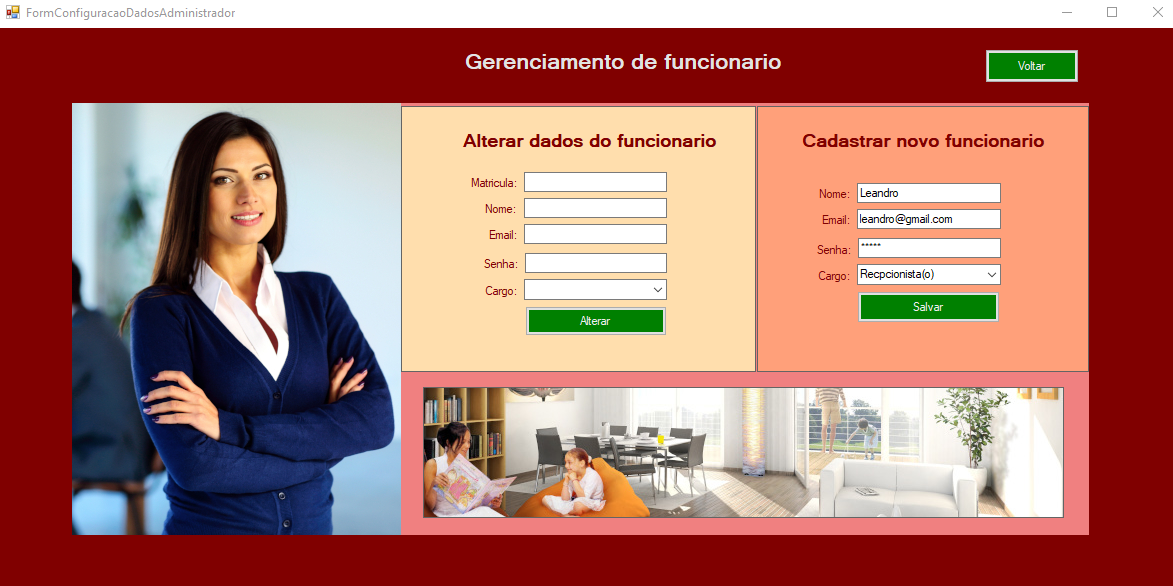 FormConfiguracaoDadosAdministrador
Gerenciamento de funcionario
Voltar
Alterar dados do funcionario
Matricula:
Nome:
Email:
Senha:
Cargo:
Alterar
Cadastrar novo funcionario
Nome: Leandro
Email: leandro@gmail.com
Senha: *****
Cargo: Recpcionista(o)
Salvar